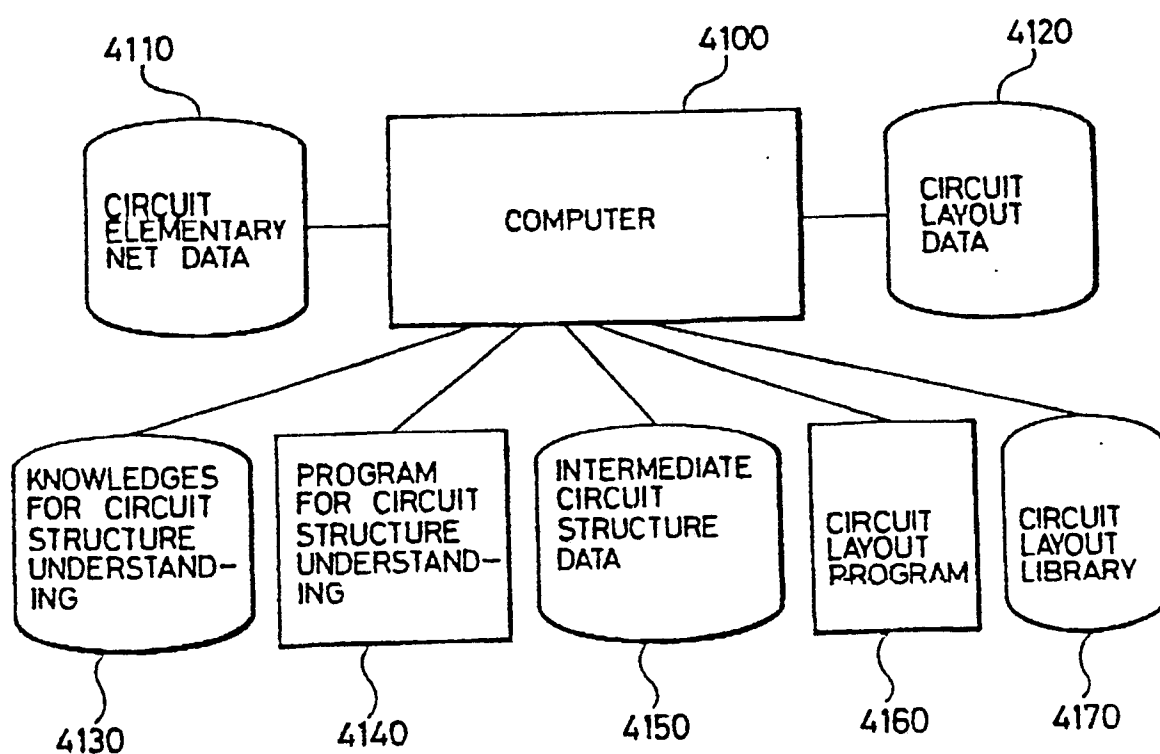 4110
4100
4120
CIRCUIT
ELEMENTARY
NET DATA
COMPUTER
CIRCUIT
LAYOUT
DATA
KNOWLEDGES
FOR CIRCUIT
STRUCTURE
UNDERSTAND-
ING
PROGRAM
FOR CIRCUIT
STRUCTURE
UNDERSTAND-
ING
INTERMEDIATE
CIRCUIT
STRUCTURE
DATA
CIRCUIT
LAYOUT
PROGRAM
CIRCUIT
LAYOUT
LIBRARY
4130
4140
4150
4160
4170